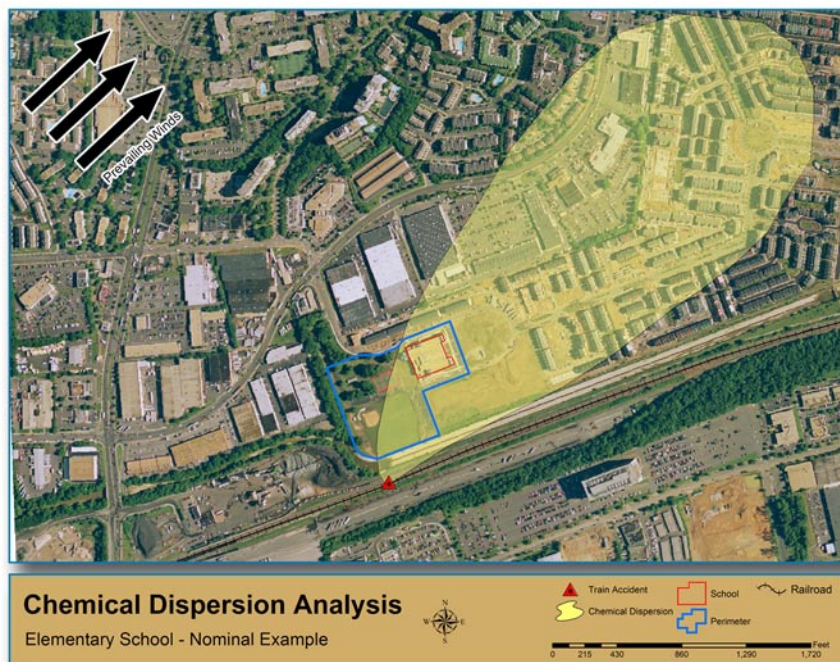 Prevailing Winds
Chemical Dispersion Analysis
Elementary School - Nominal Example
N
W E
S
Train Accident
Chemical Dispersion
School
Perimeter
Railroad
Feet
0 215 430 860 1,290 1,720